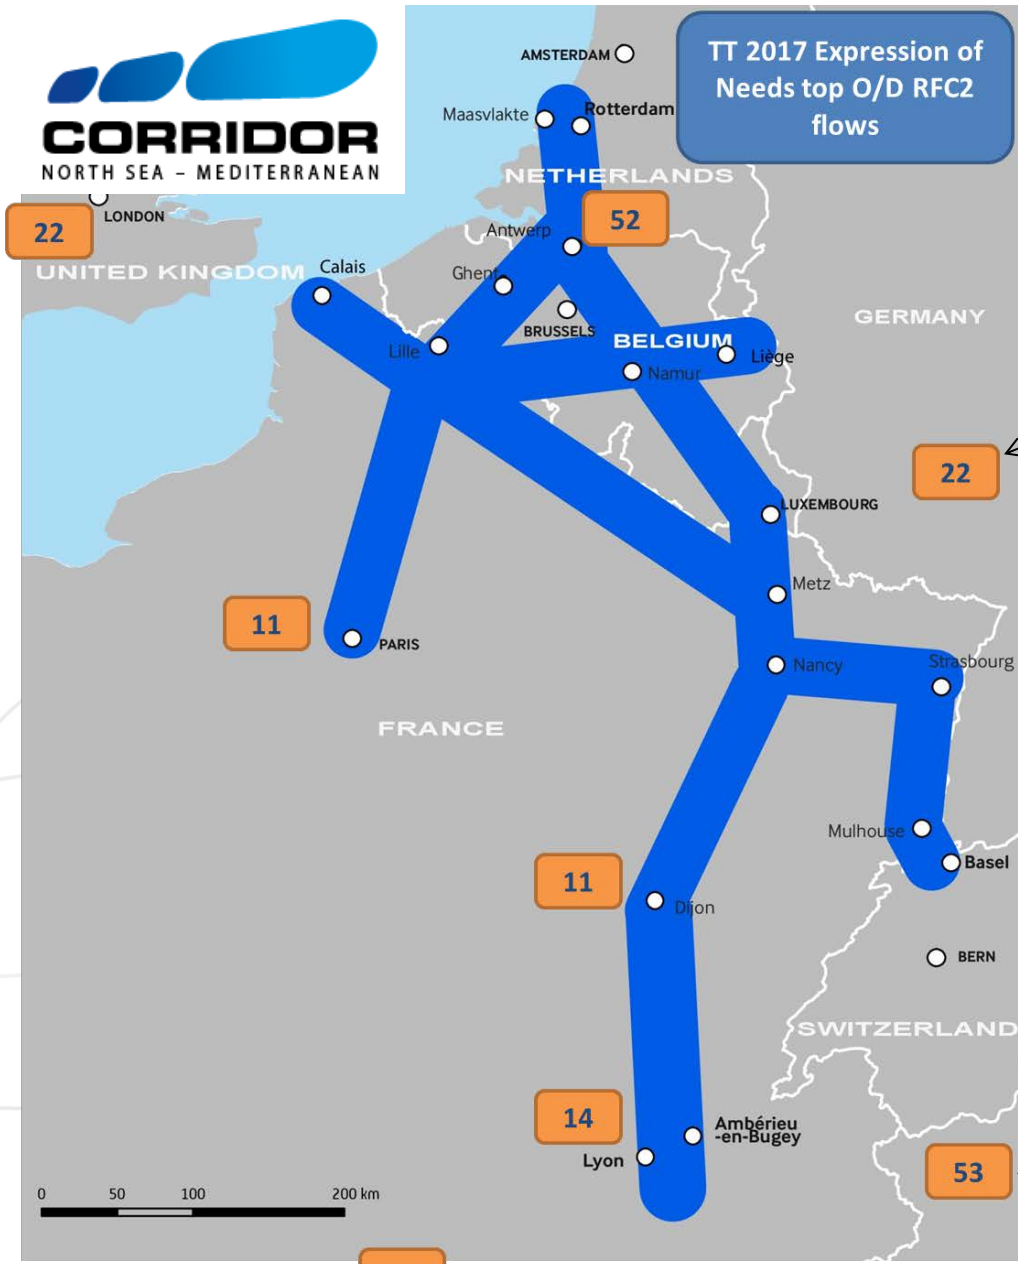 CORRIDOR
NORTH SEA – MEDITERRANEAN
TT 2017 Expression of
Needs top O/D RFC2
flows
AMSTERDAM
Maasvlakte
Rotterdam
NETHERLANDS
LONDON
22
52
Antwerp
UNITED KINGDOM
Calais
Ghent
BRUSSELS
GERMANY
BELGIUM
Lille
Liège
Namur
22
LUXEMBOURG
Metz
11
PARIS
Nancy
Strasbourg
FRANCE
Mulhouse
Basel
11
Dijon
BERN
SWITZERLAND
14
Ambérieu
-en-Bugey
Lyon
53
0 50 100 200 km